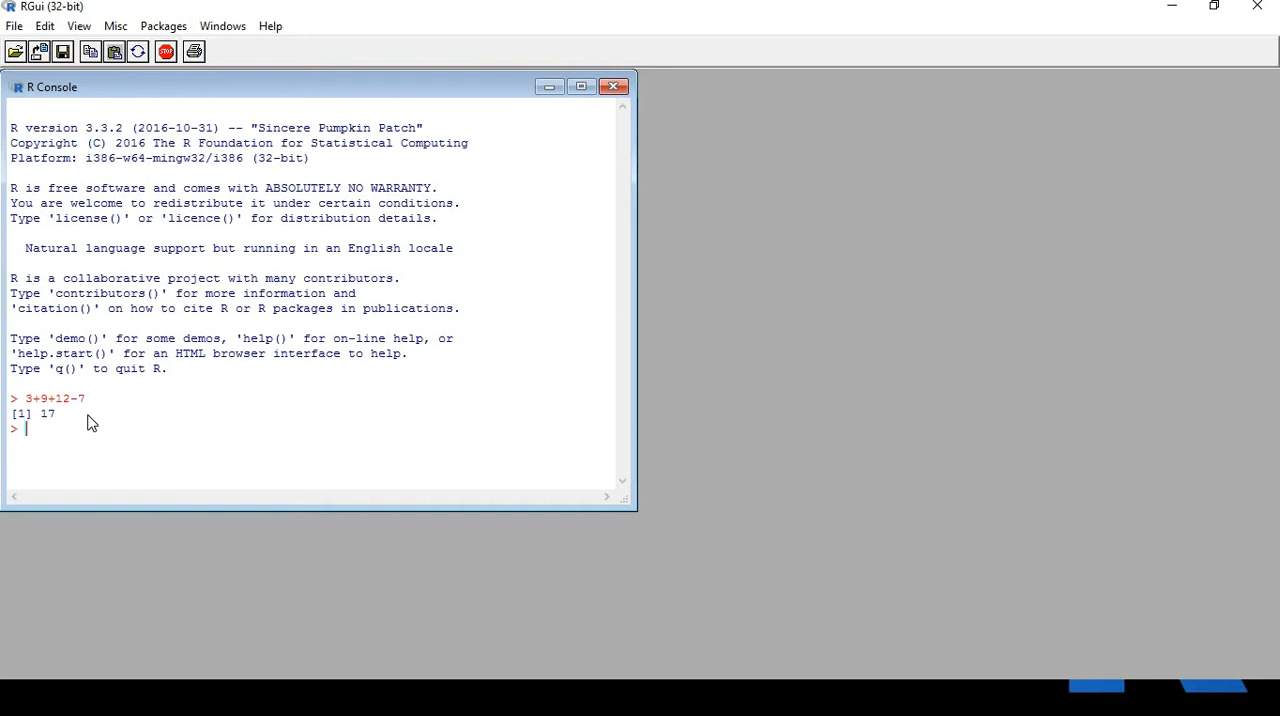 RGui (32-bit)
File Edit View Misc Packages Windows Help
STOP
R Console
R version 3.3.2 (2016-10-31) -- "Sincere Pumpkin Patch"
Copyright (C) 2016 The R Foundation for Statistical Computing
Platform: i386-w64-mingw32/i386 (32-bit)
R is free software and comes with ABSOLUTELY NO WARRANTY.
You are welcome to redistribute it under certain conditions.
Type 'license()' or 'licence()' for distribution details.
Natural language support but running in an English locale
R is a collaborative project with many contributors.
Type 'contributors()' for more information and
'citation()' on how to cite R or R packages in publications.
Type 'demo()' for some demos, 'help()' for on-line help, or
'help.start()' for an HTML browser interface to help.
Type 'q()' to quit R.
> 3+9+12-7
[1] 17
>